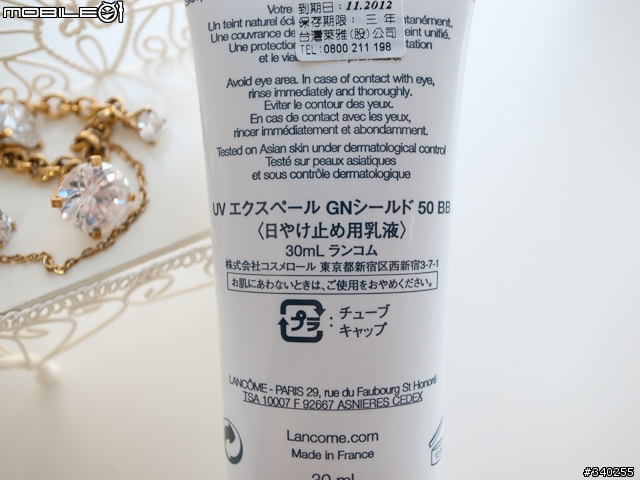 MOBILE01
Votre
到期日：11.2012
保存期限：三年
台灣萊雅(股)公司
TEL:0800 211 198
Un teint naturel
instantanément.
Une couvrance
teint unifié.
Une protection
et le
Avoid eye area. In case of contact with eye,
rinse immediately and thoroughly.
Eviter le contour des yeux.
En cas de contact avec les yeux,
rincer immédiatement et abondamment.
Tested on Asian skin under dermatological control
Testé sur peaux asiatiques
et sous contrôle dermatologique
UV エクスペール GNシールド 50 BB
〈日やけ止め用乳液〉
30mL ランコム
株式会社コスメロール 東京都新宿区西新宿3-7-1
お肌にあわないときは、ご使用をおやめください。
プラ : チューブ
キャップ
LANCÔME - PARIS 29, rue du Faubourg St Honoré
TSA 10007 F 92667 ASNIERES CEDEX
Lancome.com
Made in France
30 ml
#340255